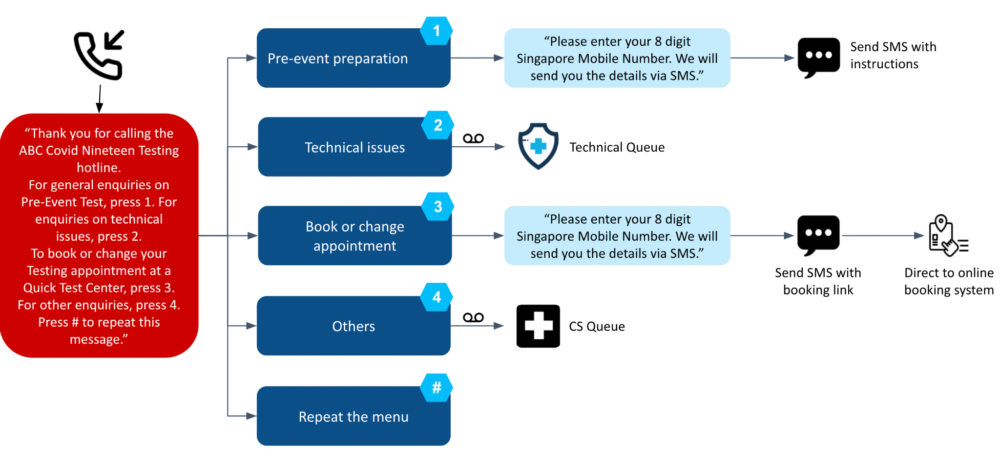 “Thank you for calling the
ABC Covid Nineteen Testing
hotline.
For general enquiries on
Pre-Event Test, press 1. For
enquiries on technical
issues, press 2.
To book or change your
Testing appointment at a
Quick Test Center, press 3.
For other enquiries, press 4.
Press # to repeat this
message.”
1
Pre-event preparation
“Please enter your 8 digit
Singapore Mobile Number. We will
send you the details via SMS.”
Send SMS with
instructions
2
Technical issues
Technical Queue
3
Book or change
appointment
“Please enter your 8 digit
Singapore Mobile Number. We will
send you the details via SMS.”
Send SMS with
booking link
Direct to online
booking system
4
Others
CS Queue
#
Repeat the menu